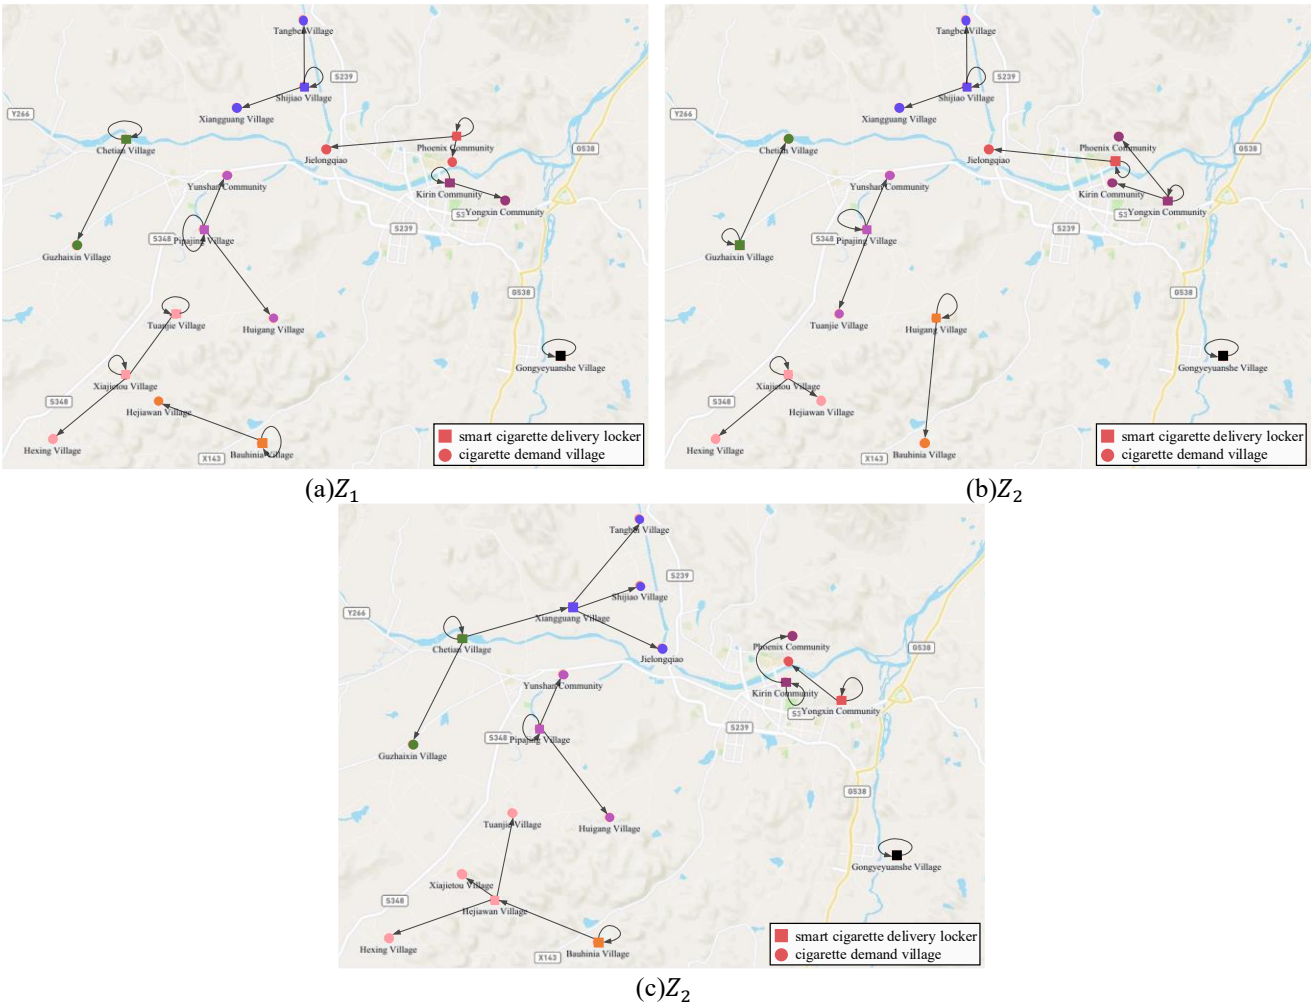 Tangbei Village
S239
Shijiao Village
Xiangguang Village
Y266
Chetian Village
Jielongqiao
Phoenix Community
G538
Yunshan Community
Kirin Community
Yongxin Community
S3
S239
S348
Pipajing Village
Guzhaixin Village
G538
Huigang Village
Tuanjie Village
Gongyeyuanshe Village
Xiajietou Village
S348
Hejiawan Village
Hexing Village
Bauhinia Village
X143
smart cigarette delivery locker
cigarette demand village
(a)Z₁
Tangbei Village
S239
Shijiao Village
Xiangguang Village
Y266
Chetian Village
Jielongqiao
Phoenix Community
G538
Yunshan Community
Kirin Community
Yongxin Community
S3
S239
S348
Pipajing Village
Guzhaixin Village
G538
Tuanjie Village
Huigang Village
Gongyeyuanshe Village
Xiajietou Village
S348
Hejiawan Village
Hexing Village
Bauhinia Village
X143
smart cigarette delivery locker
cigarette demand village
(b)Z₂
Tangbei Village
S239
Shijiao Village
Y266
Xiangguang Village
Chetian Village
Jielongqiao
Phoenix Community
G538
Yunshan Community
Kirin Community
Yongxin Community
S3
S239
S348
Pipajing Village
Guzhaixin Village
G538
Tuanjie Village
Huigang Village
Gongyeyuanshe Village
Xiajietou Village
S348
Hejiawan Village
Hexing Village
Bauhinia Village
X143
smart cigarette delivery locker
cigarette demand village
(c)Z₂